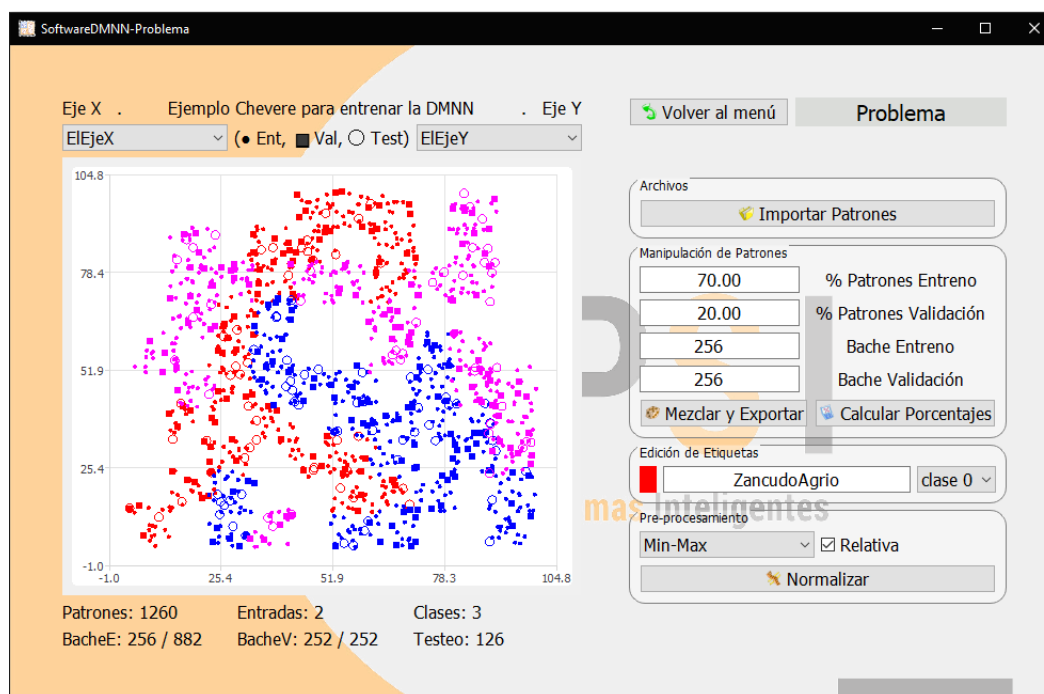 SoftwareDMNN-Problema
Eje X . Ejemplo Chevere para entrenar la DMNN . Eje Y
ElEjeX (● Ent, ■ Val, ○ Test) ElEjeY
104.8
78.4
51.9
25.4
-1.0
-1.0 25.4 51.9 78.3 104.8
Patrones: 1260 Entradas: 2 Clases: 3
BacheE: 256 / 882 BacheV: 252 / 252 Testeo: 126
Volver al menú Problema
Archivos
Importar Patrones
Manipulación de Patrones
70.00 % Patrones Entreno
20.00 % Patrones Validación
256 Bache Entreno
256 Bache Validación
Mezclar y Exportar Calcular Porcentajes
Edición de Etiquetas
ZancudoAgrio clase 0
mas Inteligentes
Pre-procesamiento
Min-Max Relativa
Normalizar